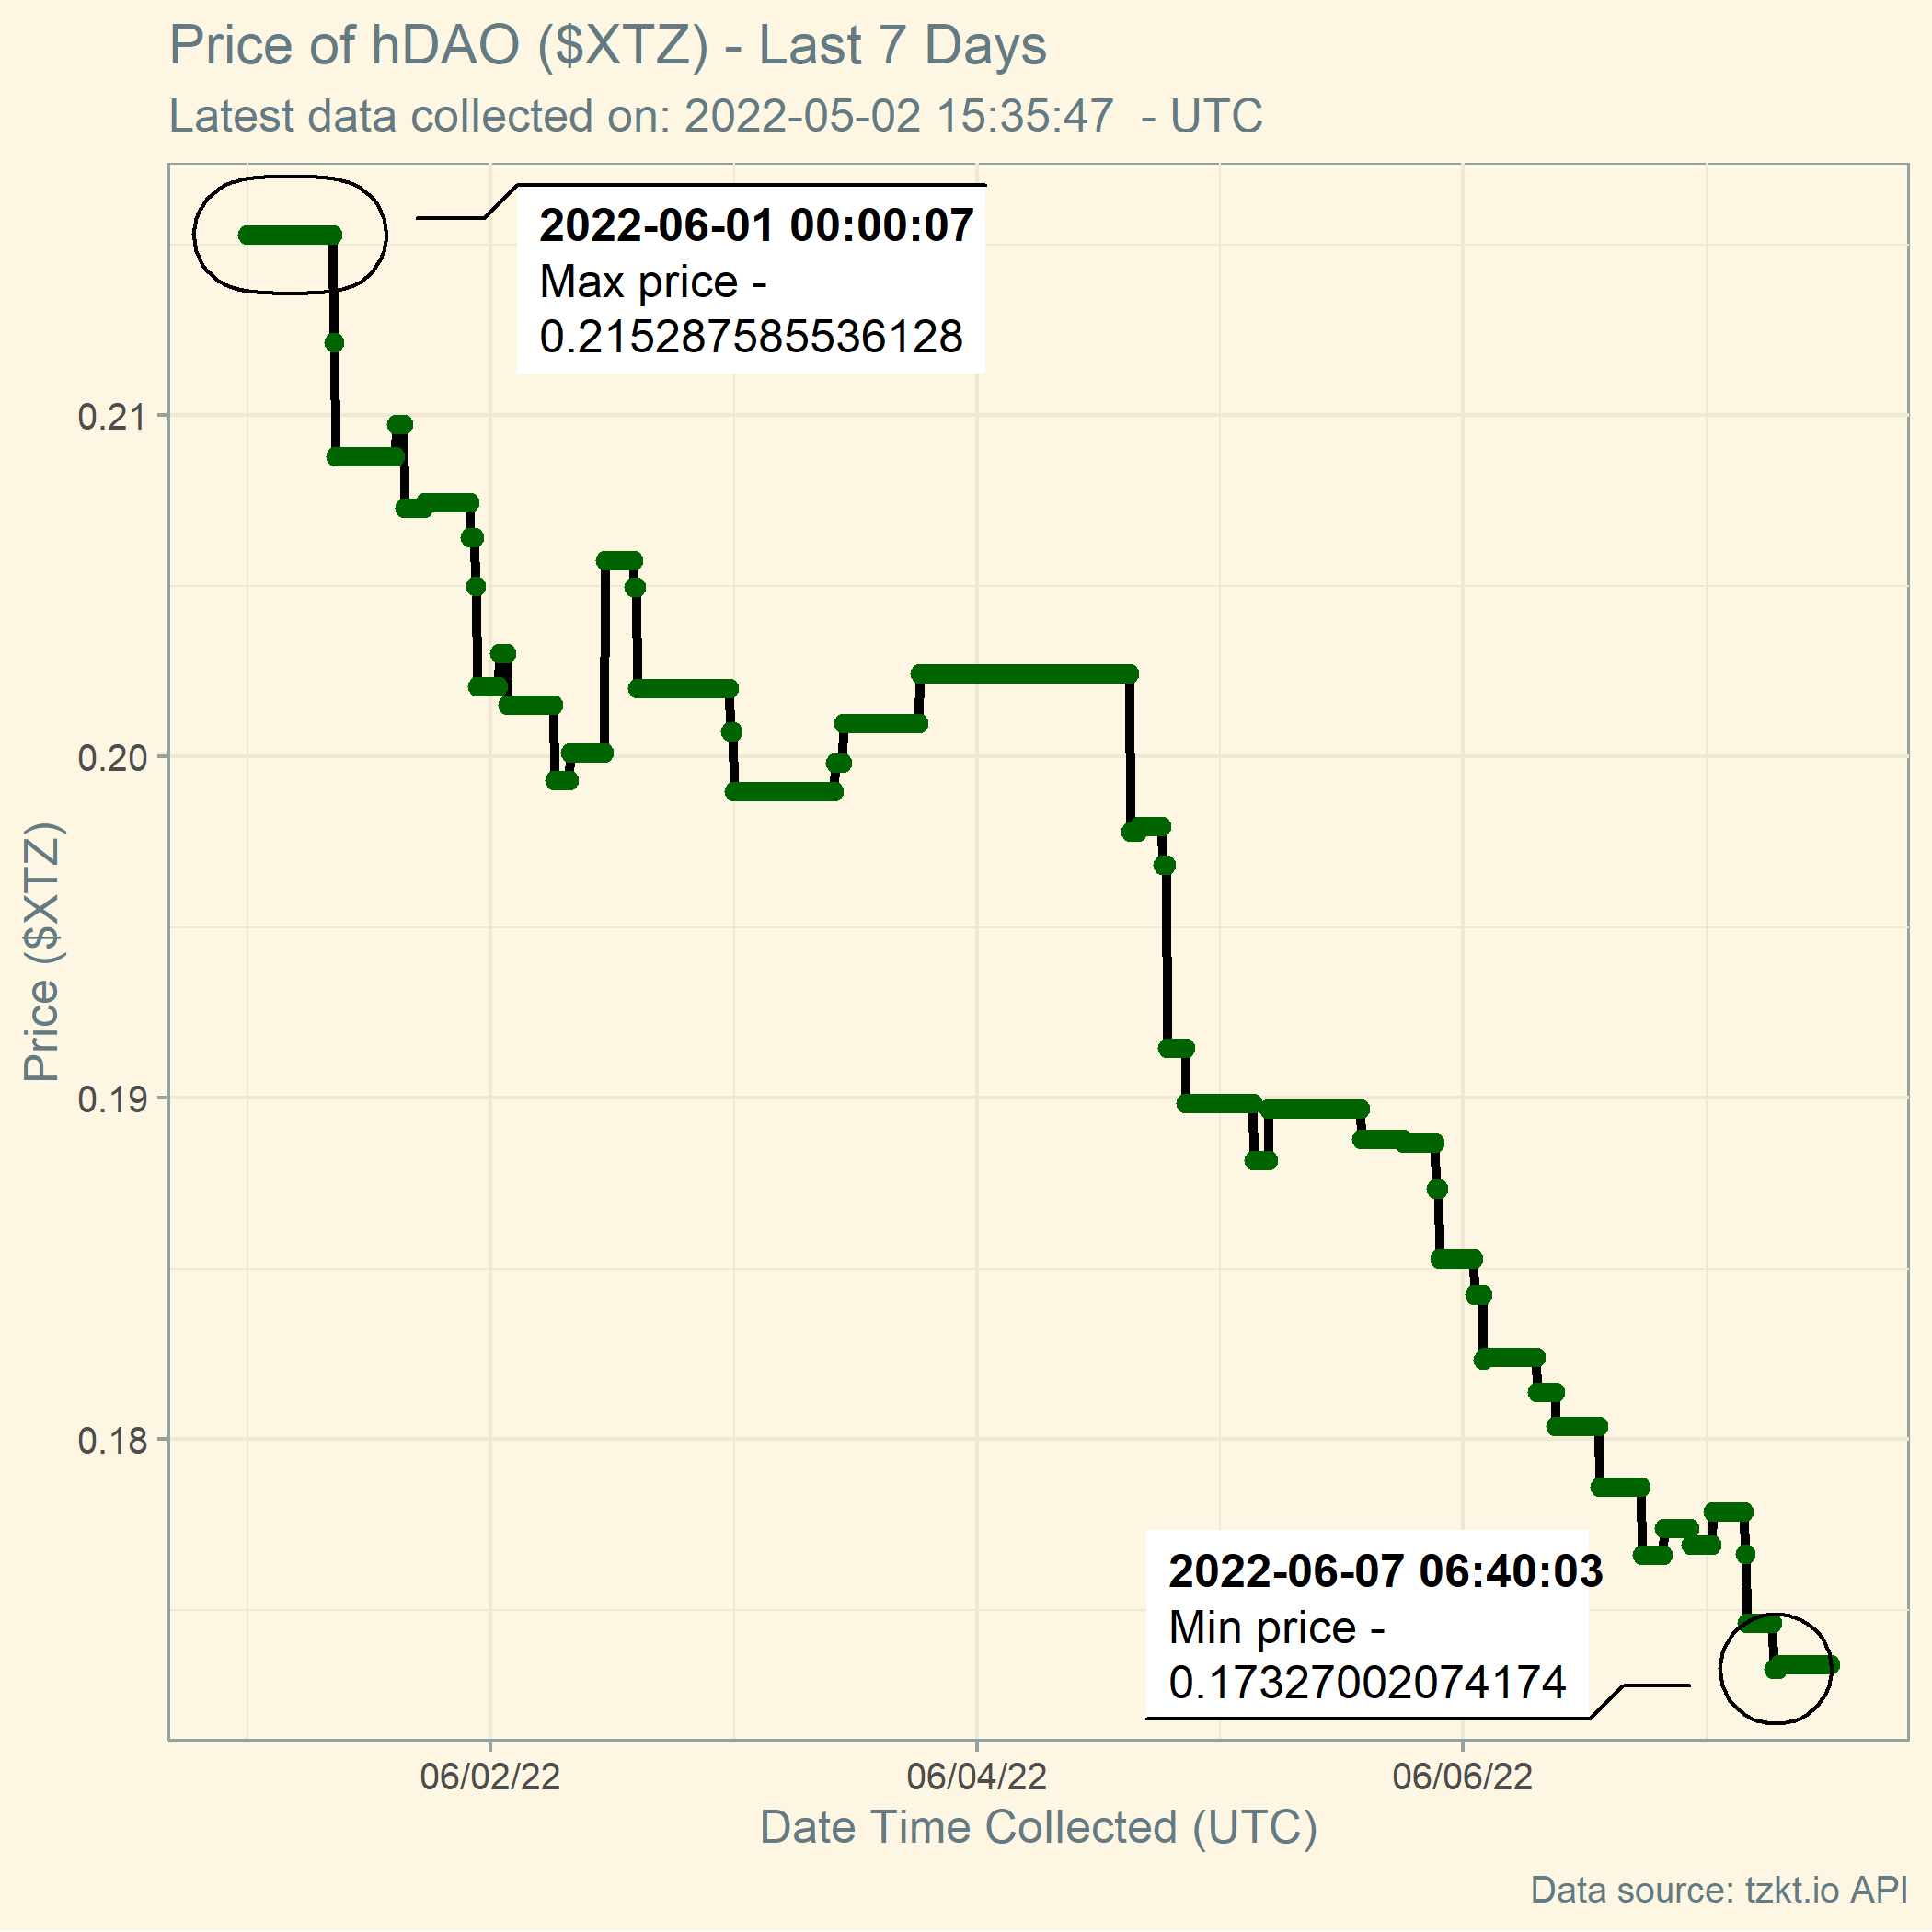 Price of hDAO ($XTZ) - Last 7 Days
Latest data collected on: 2022-05-02 15:35:47  - UTC
2022-06-01 00:00:07
Max price -
0.215287585536128
0.21
0.20
0.19
0.18
Price ($XTZ)
2022-06-07 06:40:03
Min price -
0.17327002074174
06/02/22
06/04/22
06/06/22
Date Time Collected (UTC)
Data source: tzkt.io API